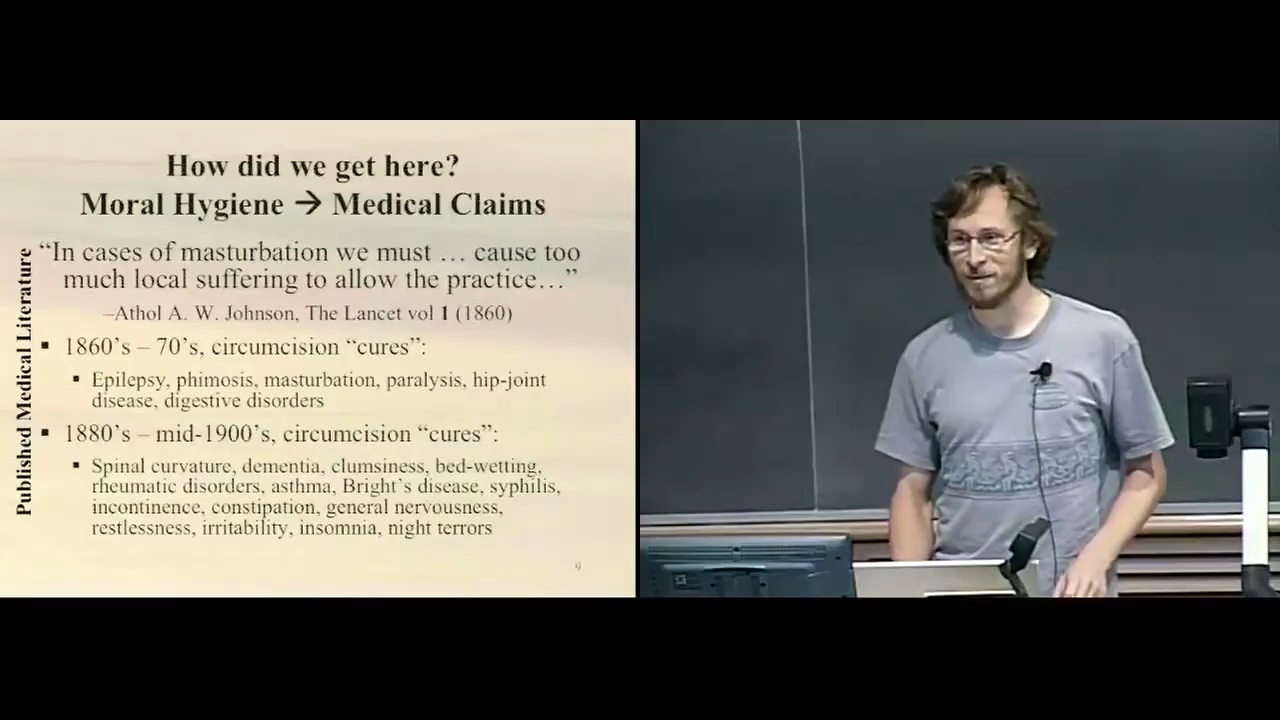 How did we get here?
Moral Hygiene → Medical Claims
Published Medical Literature
“In cases of masturbation we must … cause too
much local suffering to allow the practice…”
–Athol A. W. Johnson, The Lancet vol 1 (1860)
▪ 1860’s – 70’s, circumcision “cures”:
▪ Epilepsy, phimosis, masturbation, paralysis, hip-joint
disease, digestive disorders
▪ 1880’s – mid-1900’s, circumcision “cures”:
▪ Spinal curvature, dementia, clumsiness, bed-wetting,
rheumatic disorders, asthma, Bright’s disease, syphilis,
incontinence, constipation, general nervousness,
restlessness, irritability, insomnia, night terrors
9